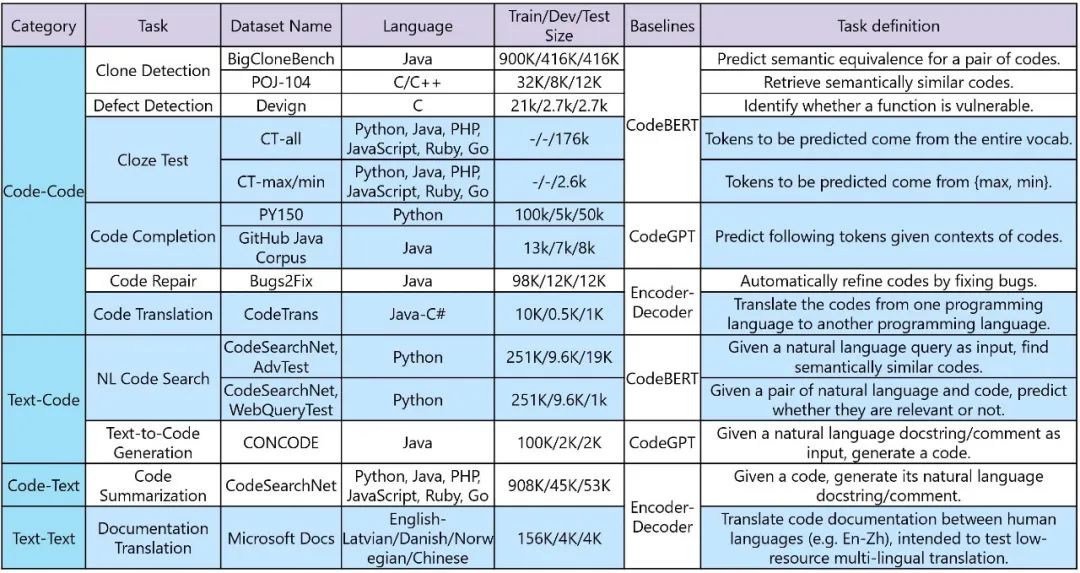 Category Task Dataset Name Language Train/Dev/Test Size Baselines Task definition
Code-Code
Clone Detection
BigCloneBench Java 900K/416K/416K
CodeBERT
Predict semantic equivalence for a pair of codes.
POJ-104 C/C++ 32K/8K/12K Retrieve semantically similar codes.
Defect Detection Devign C 21k/2.7k/2.7k Identify whether a function is vulnerable.
Cloze Test
CT-all
Python, Java, PHP,
JavaScript, Ruby, Go
-/-/176k
Tokens to be predicted come from the entire vocab.
CT-max/min
Python, Java, PHP,
JavaScript, Ruby, Go
-/-/2.6k
Tokens to be predicted come from {max, min}.
Code Completion
PY150 Python 100k/5k/50k
CodeGPT
Predict following tokens given contexts of codes.
GitHub Java
Corpus
Java
13k/7k/8k
Code Repair Bugs2Fix Java 98K/12K/12K
Encoder-
Decoder
Automatically refine codes by fixing bugs.
Code Translation CodeTrans Java-C# 10K/0.5K/1K
Translate the codes from one programming
language to another programming language.
Text-Code
NL Code Search
CodeSearchNet,
AdvTest
Python
251K/9.6K/19K
CodeBERT
Given a natural language query as input, find
semantically similar codes.
CodeSearchNet,
WebQueryTest
Python
251K/9.6K/1k
Given a pair of natural language and code, predict
whether they are relevant or not.
Text-to-Code
Generation
CONCODE Java 100K/2K/2K CodeGPT
Given a natural language docstring/comment as
input, generate a code.
Code-Text
Code
Summarization
CodeSearchNet
Python, Java, PHP,
JavaScript, Ruby, Go
908K/45K/53K
Encoder-
Decoder
Given a code, generate its natural language
docstring/comment.
Text-Text
Documentation
Translation
Microsoft Docs
English-
Latvian/Danish/Norw
egian/Chinese
156K/4K/4K
Translate code documentation between human
languages (e.g. En-Zh), intended to test low-
resource multi-lingual translation.